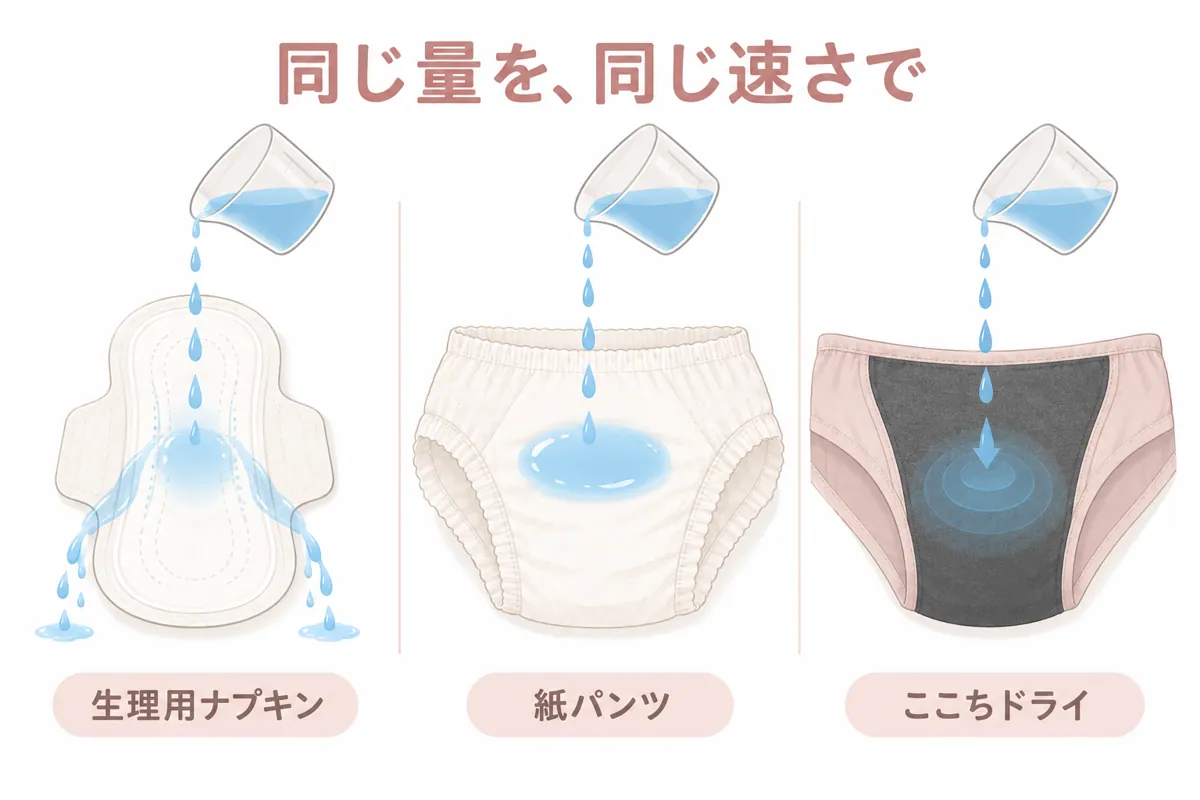 同じ量を、同じ速さで
生理用ナプキン
紙パンツ
ここちドライ